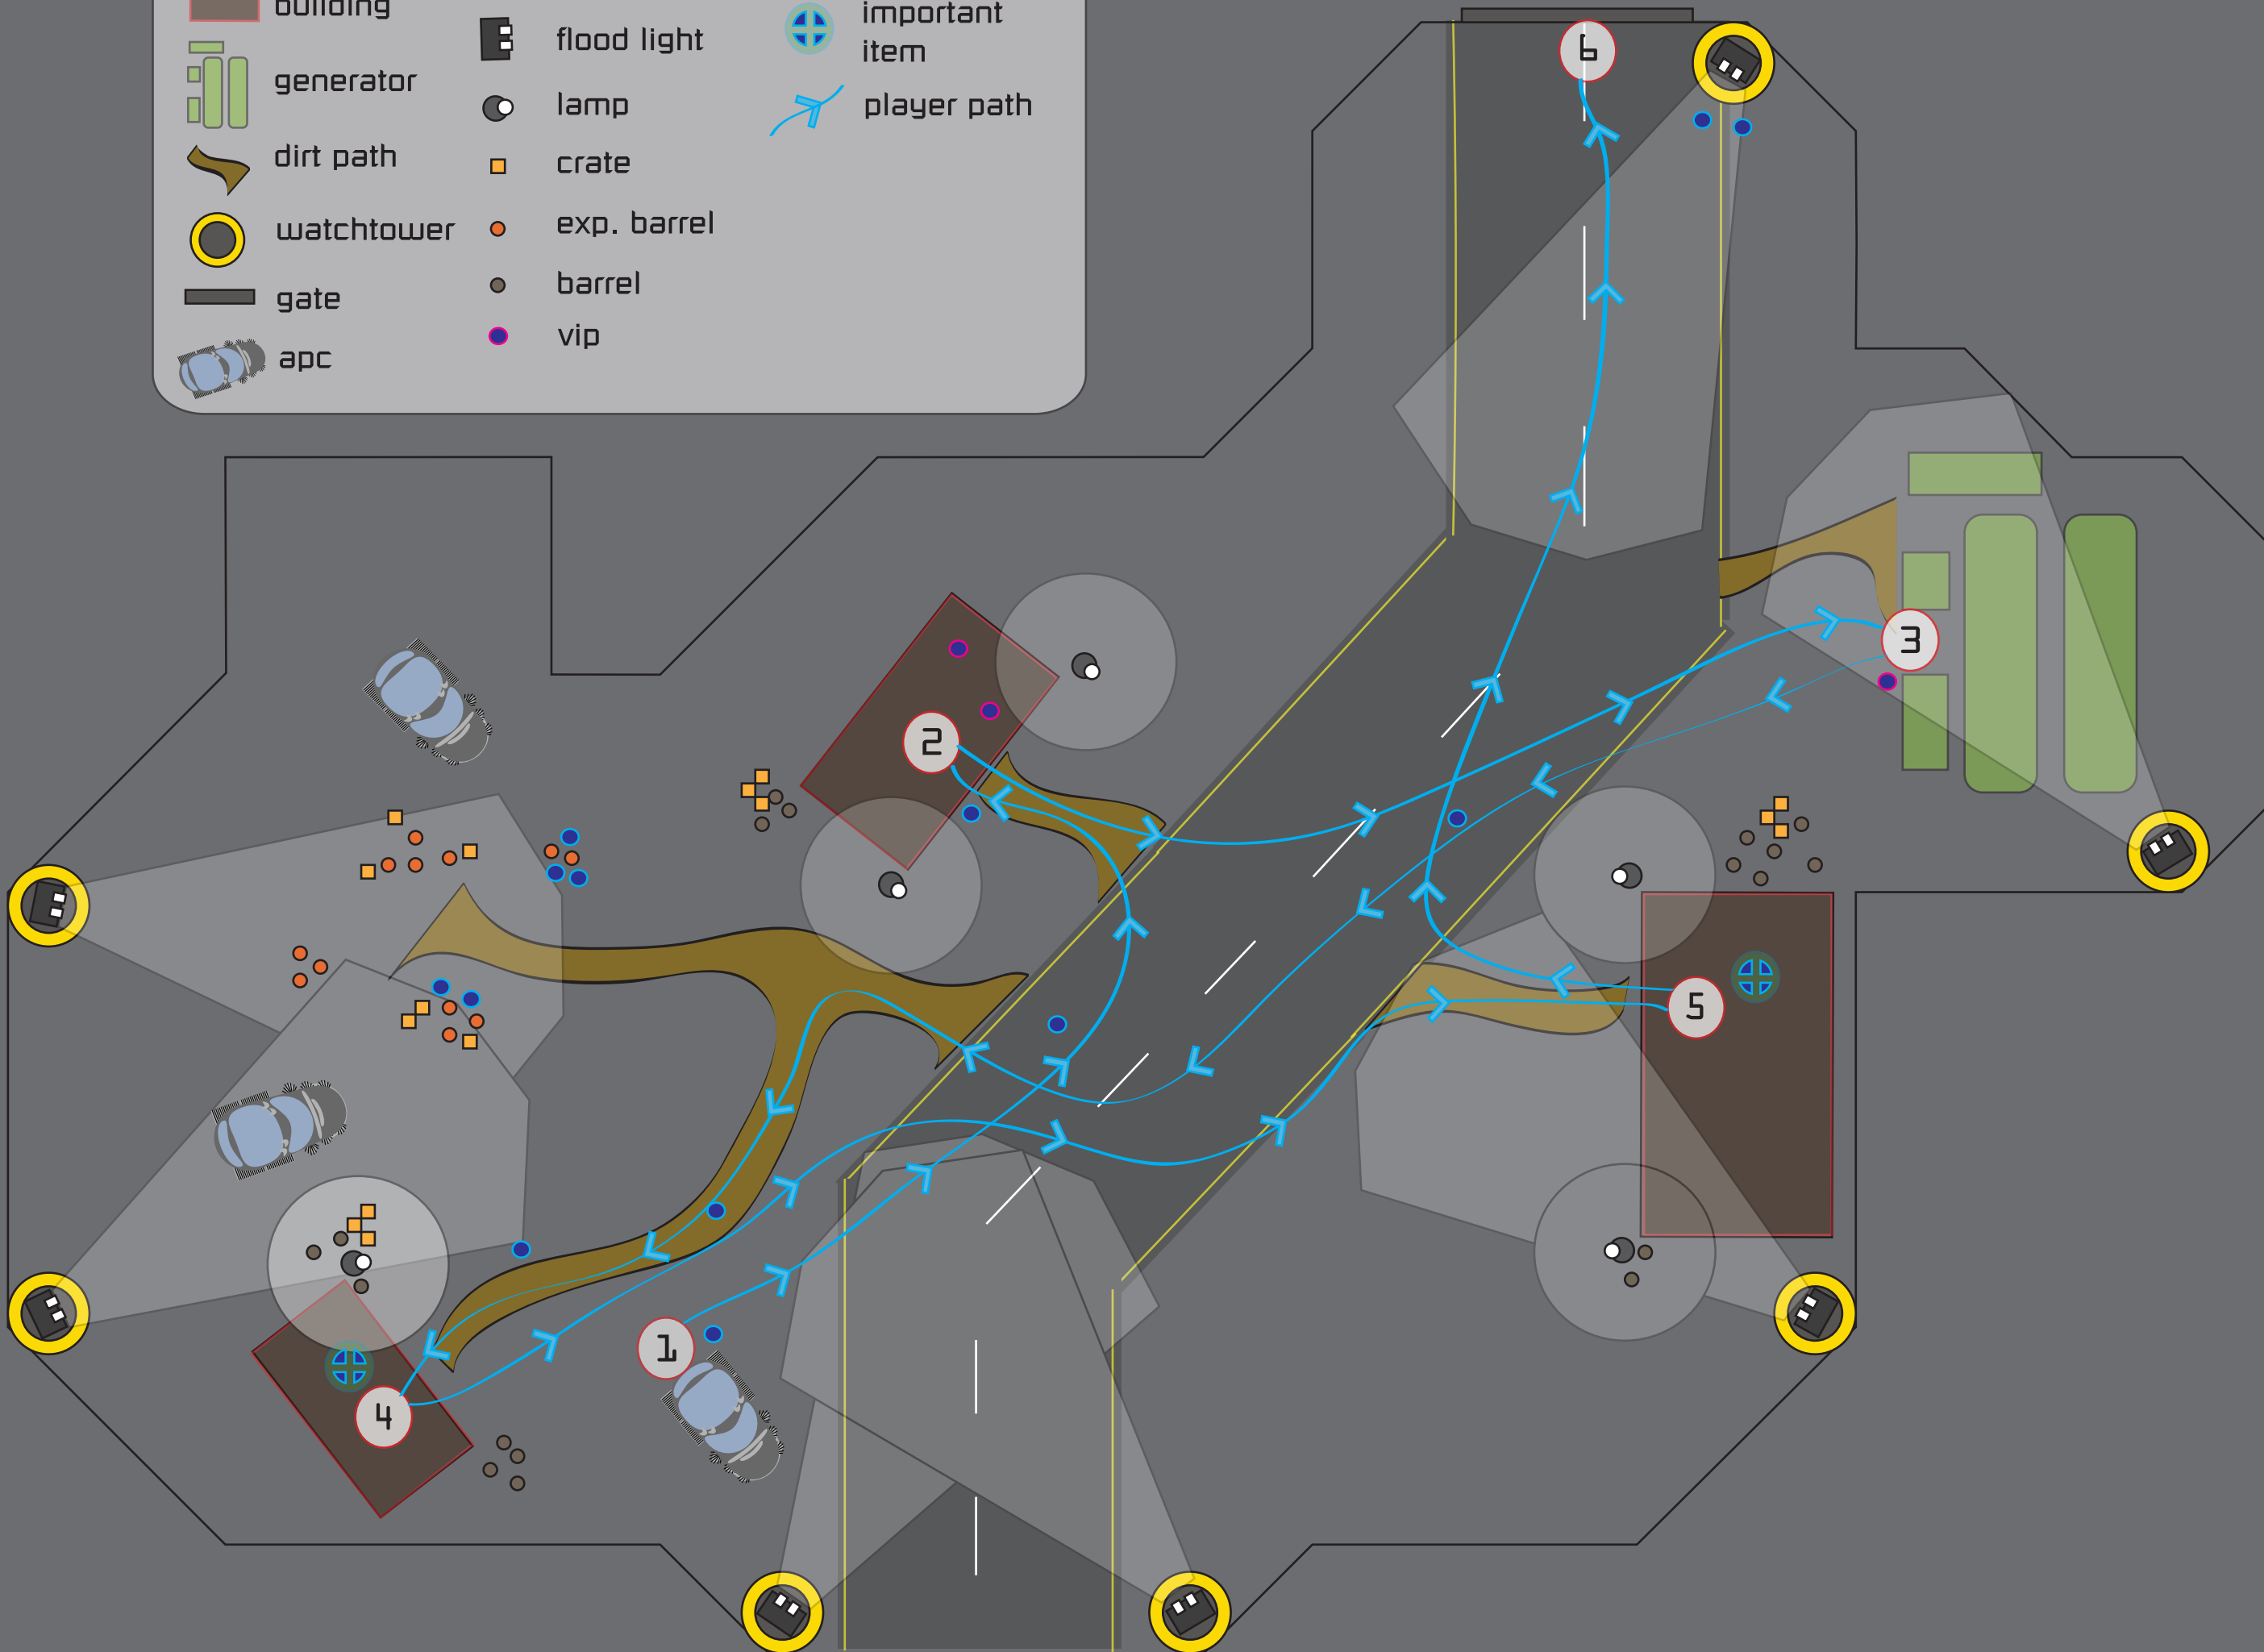 building
generator
dirt path
watchtower
gate
apc
flood light
lamp
crate
exp. barrel
barrel
vip
important
item
player path
6
3
2
5
4
1